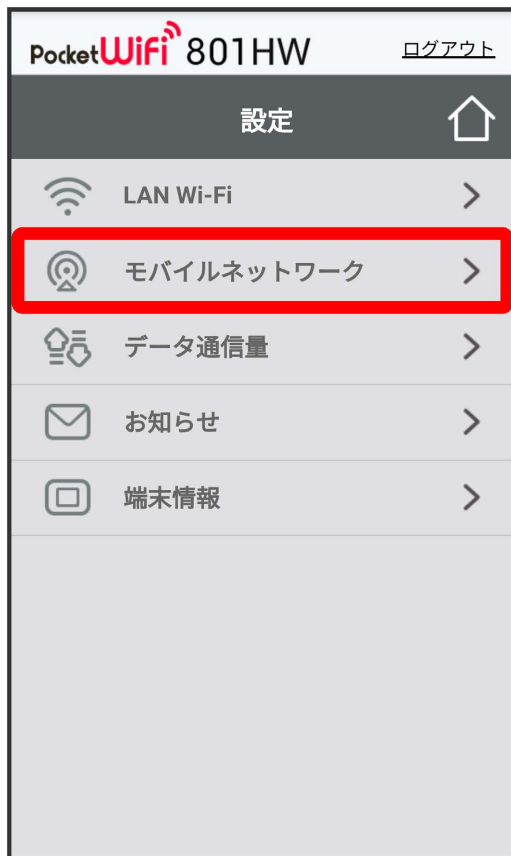 PocketWiFi 801HW ログアウト
設定
LAN Wi-Fi
モバイルネットワーク
データ通信量
お知らせ
端末情報